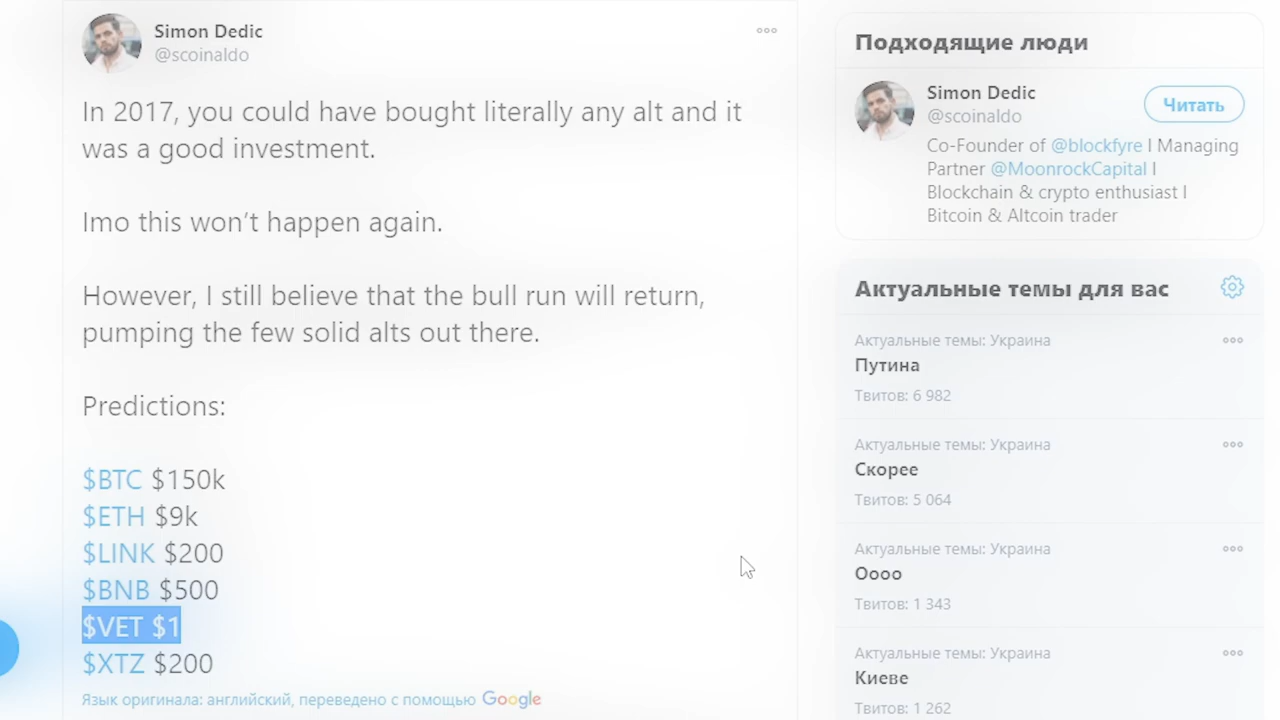 Simon Dedic
@scoinaldo
In 2017, you could have bought literally any alt and it
was a good investment.
Imo this won’t happen again.
However, I still believe that the bull run will return,
pumping the few solid alts out there.
Predictions:
$BTC $150k
$ETH $9k
$LINK $200
$BNB $500
$VET $1
$XTZ $200
Язык оригинала: английский, переведено с помощью Google
Подходящие люди
Simon Dedic
@scoinaldo
Читать
Co-Founder of @blockfyre I Managing
Partner @MoonrockCapital I
Blockchain & crypto enthusiast I
Bitcoin & Altcoin trader
Актуальные темы для вас
Актуальные темы: Украина
Путина
Твитов: 6 982
Актуальные темы: Украина
Скорее
Твитов: 5 064
Актуальные темы: Украина
Оооо
Твитов: 1 343
Актуальные темы: Украина
Киеве
Твитов: 1 262